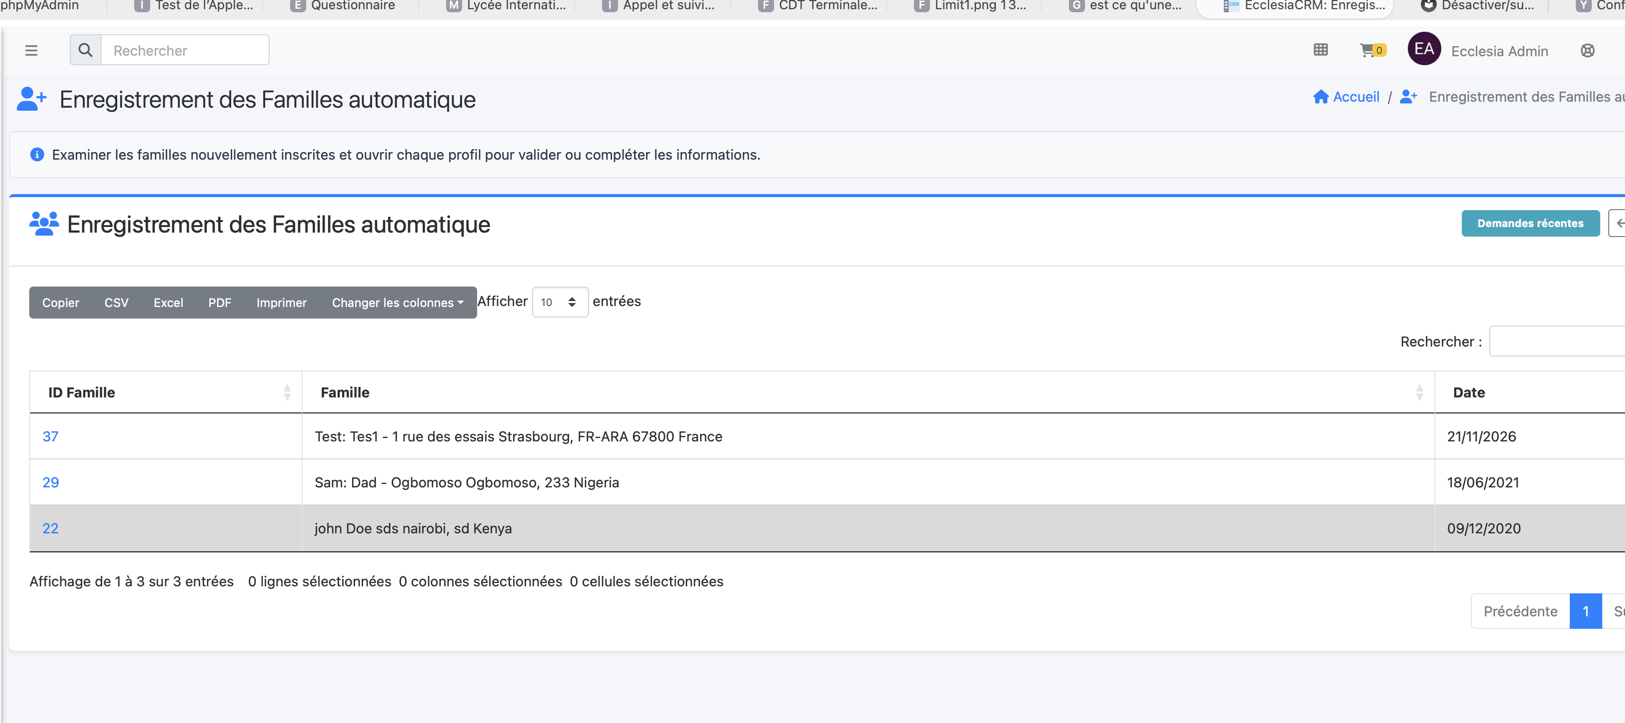 phpMyAdmin I Test de l'Apple... E Questionnaire M Lycée Internati... I Appel et suivi... F CDT Terminale... F Limit1.png 13... G est ce qu'une... EcclesiaCRM: Enregis... Désactiver/su... Y Conf
Rechercher 0 EA Ecclesia Admin
Enregistrement des Familles automatique
Accueil / Enregistrement des Familles au
Examiner les familles nouvellement inscrites et ouvrir chaque profil pour valider ou compléter les informations.
Enregistrement des Familles automatique
Demandes récentes
Copier CSV Excel PDF Imprimer Changer les colonnes Afficher 10 entrées
Rechercher :
ID Famille Famille Date
37 Test: Tes1 - 1 rue des essais Strasbourg, FR-ARA 67800 France 21/11/2026
29 Sam: Dad - Ogbomoso Ogbomoso, 233 Nigeria 18/06/2021
22 john Doe sds nairobi, sd Kenya 09/12/2020
Affichage de 1 à 3 sur 3 entrées 0 lignes sélectionnées 0 colonnes sélectionnées 0 cellules sélectionnées
Précédente 1 Su